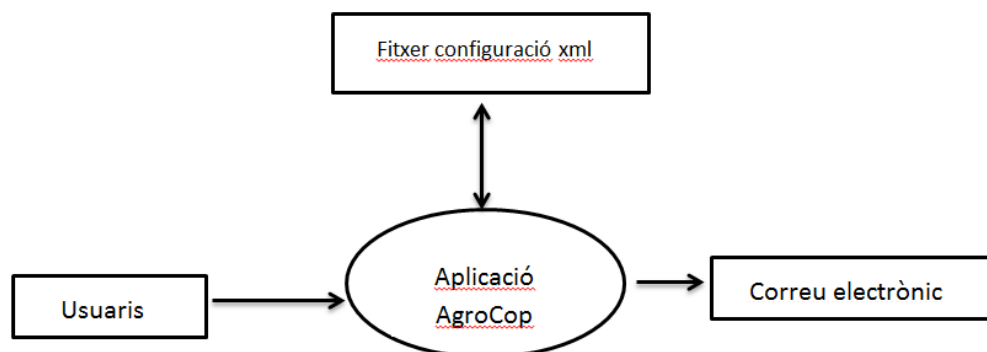 Fitxer configuració xml
Aplicació
AgroCop
Usuaris
Correu electrònic